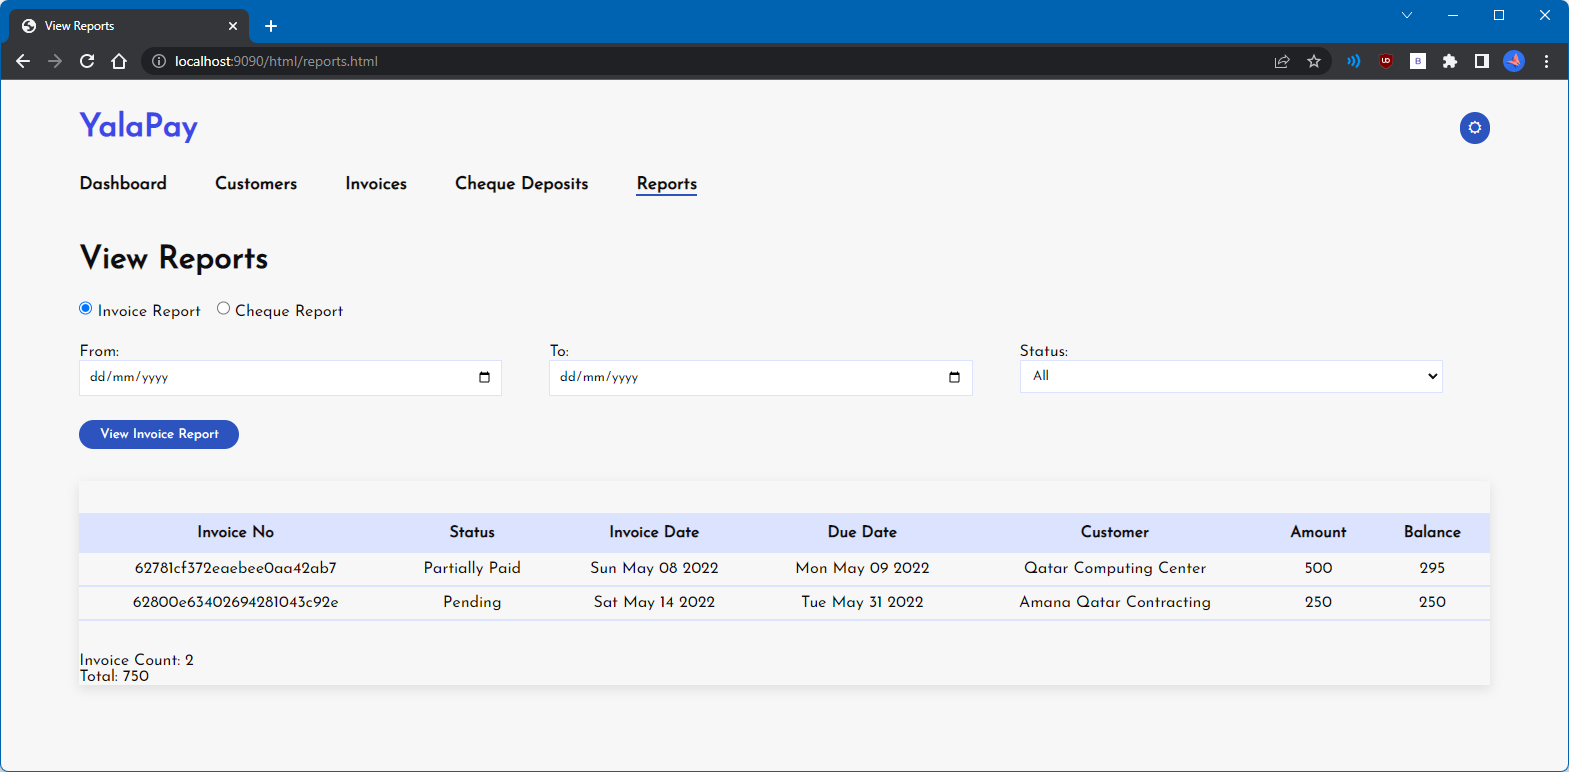 View Reports
localhost:9090/html/reports.html
YalaPay
Dashboard Customers Invoices Cheque Deposits Reports
View Reports
Invoice Report Cheque Report
From: To: Status:
dd/mm/yyyy dd/mm/yyyy All
View Invoice Report
Invoice No Status Invoice Date Due Date Customer Amount Balance
62781cf372eaebee0aa42ab7 Partially Paid Sun May 08 2022 Mon May 09 2022 Qatar Computing Center 500 295
62800e63402694281043c92e Pending Sat May 14 2022 Tue May 31 2022 Amana Qatar Contracting 250 250
Invoice Count: 2
Total: 750